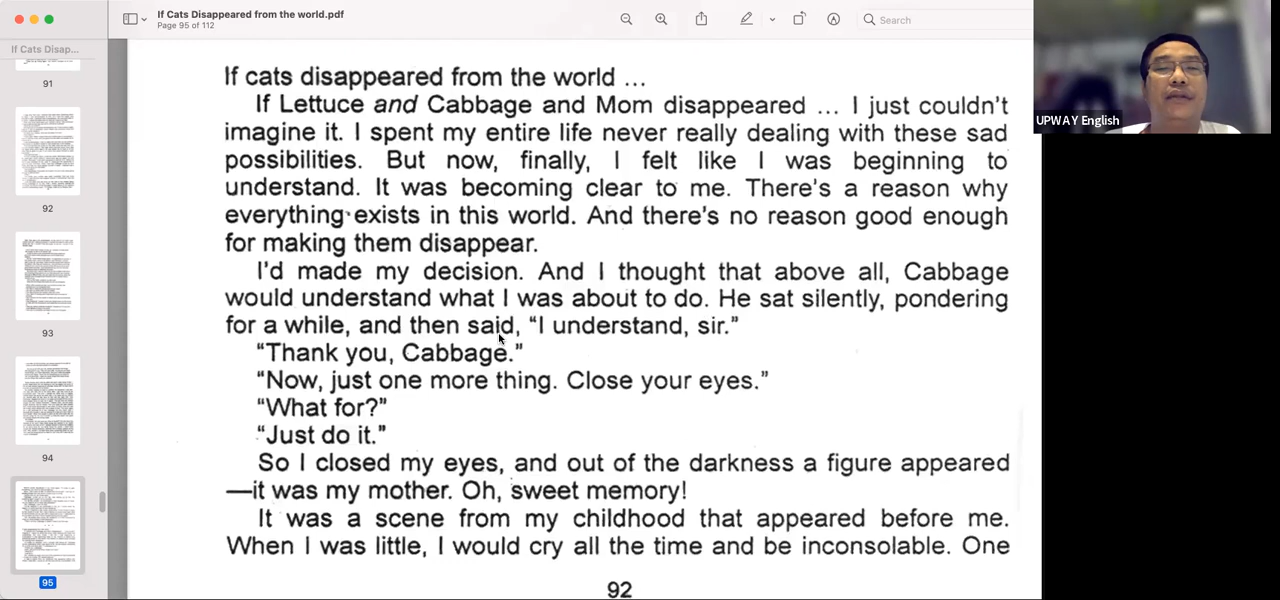 If Cats Disappeared from the world.pdf
Page 95 of 112
Search
If Cats Disap...
91
92
93
94
95
UPWAY English
If cats disappeared from the world ...
If Lettuce and Cabbage and Mom disappeared ... I just couldn't
imagine it. I spent my entire life never really dealing with these sad
possibilities. But now, finally, I felt like I was beginning to
understand. It was becoming clear to me. There's a reason why
everything exists in this world. And there's no reason good enough
for making them disappear.
I'd made my decision. And I thought that above all, Cabbage
would understand what I was about to do. He sat silently, pondering
for a while, and then said, “I understand, sir.”
“Thank you, Cabbage.”
“Now, just one more thing. Close your eyes.”
“What for?”
“Just do it.”
So I closed my eyes, and out of the darkness a figure appeared
—it was my mother. Oh, sweet memory!
It was a scene from my childhood that appeared before me.
When I was little, I would cry all the time and be inconsolable. One
92